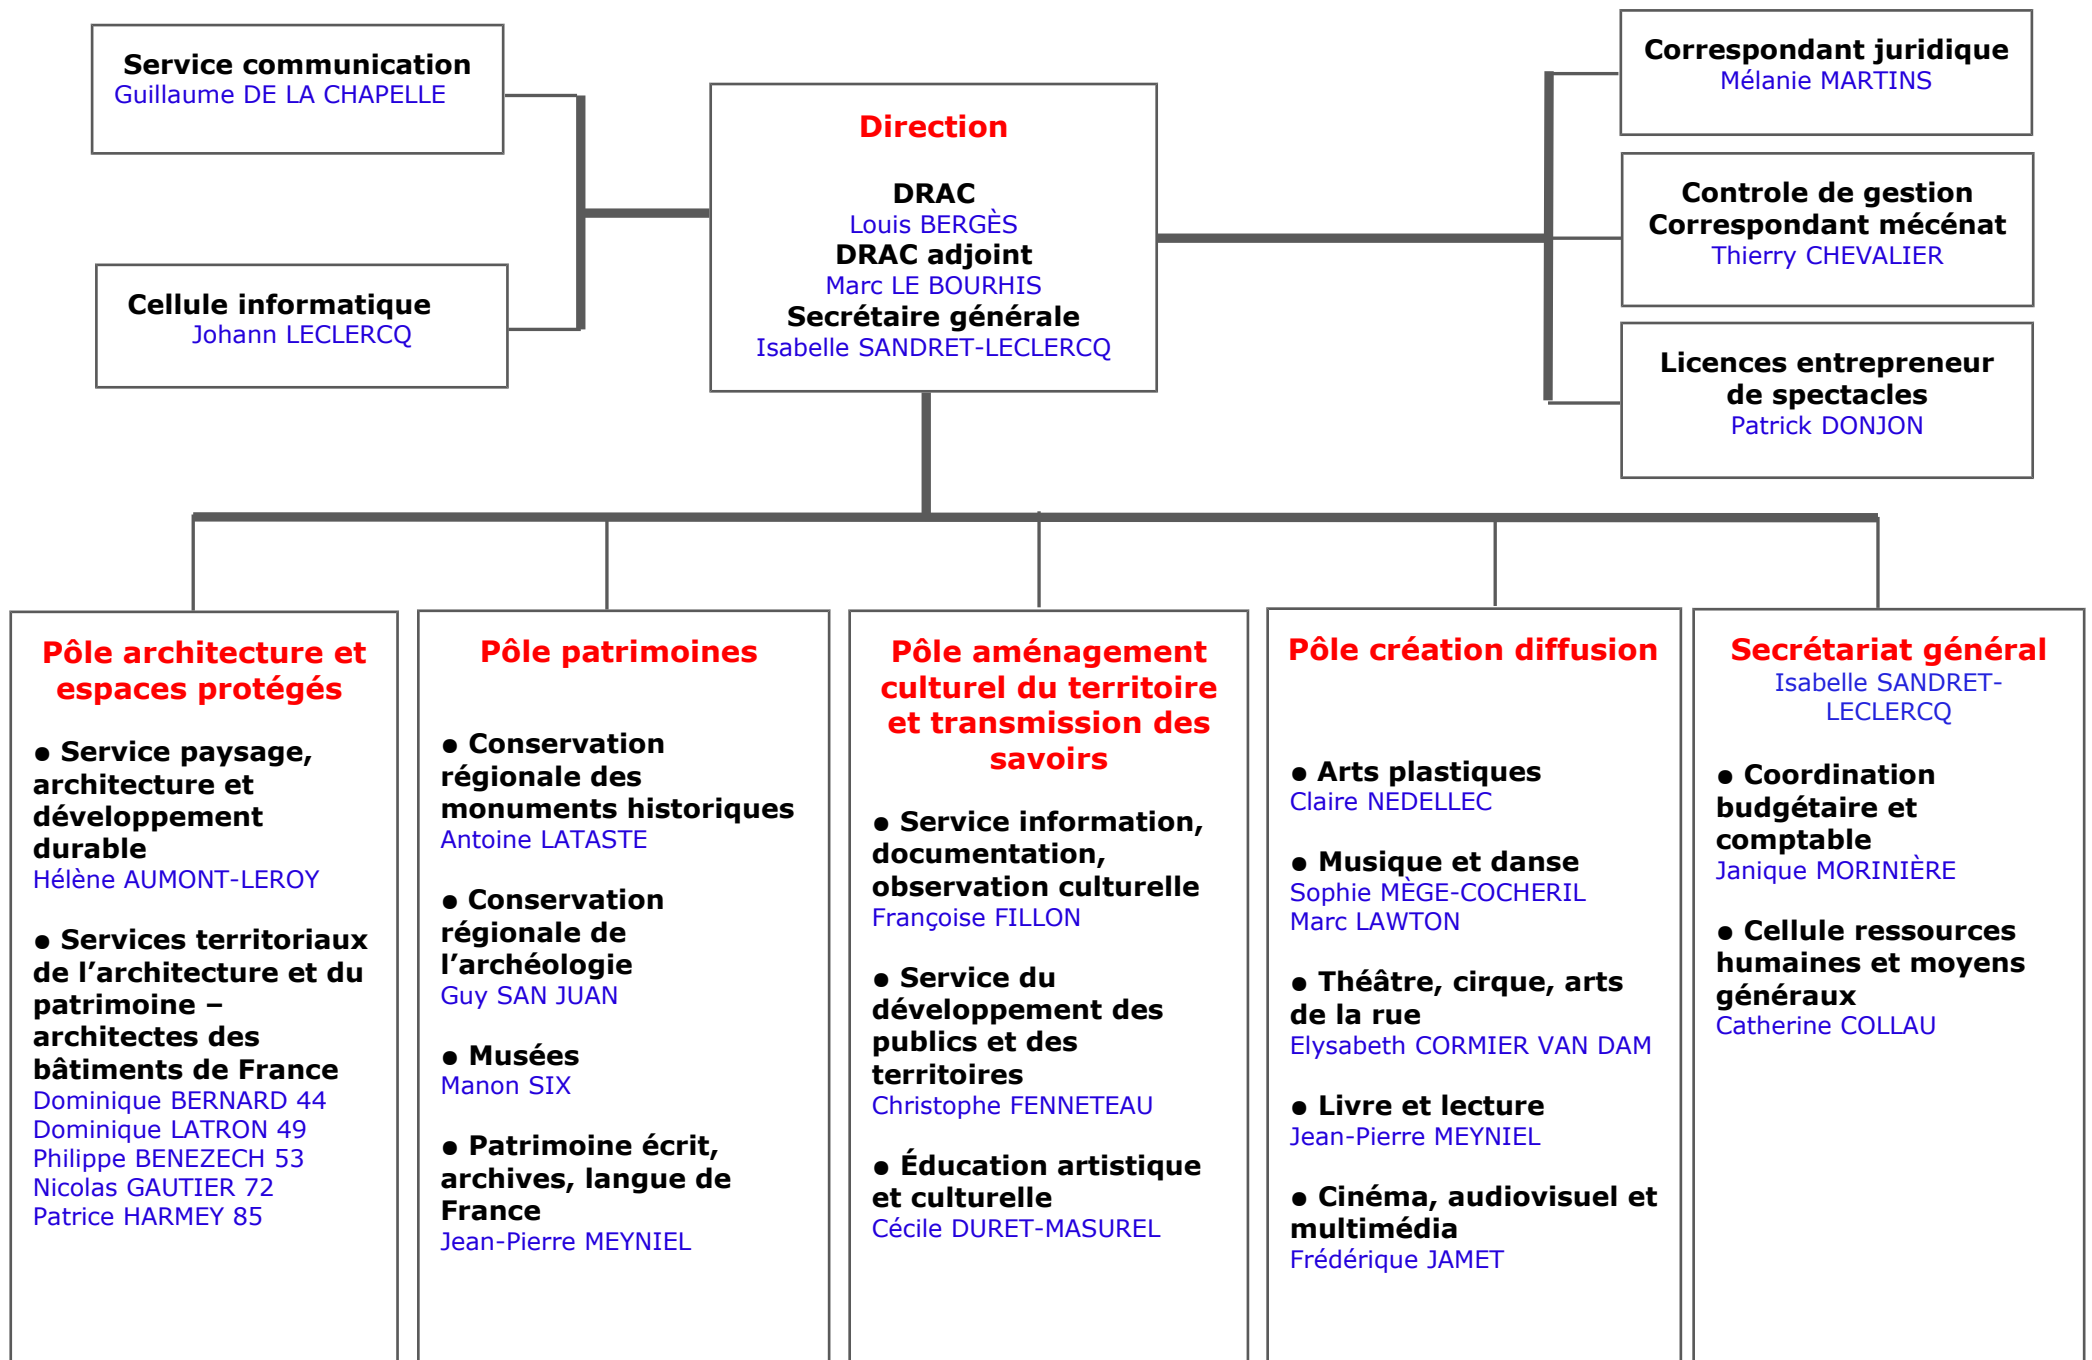 Service communication
Guillaume DE LA CHAPELLE
Cellule informatique
Johann LECLERCQ
Direction
DRAC
Louis BERGÈS
DRAC adjoint
Marc LE BOURHIS
Secrétaire générale
Isabelle SANDRET-LECLERCQ
Correspondant juridique
Mélanie MARTINS
Controle de gestion
Correspondant mécénat
Thierry CHEVALIER
Licences entrepreneur
de spectacles
Patrick DONJON
Pôle architecture et
espaces protégés
● Service paysage,
architecture et
développement
durable
Hélène AUMONT-LEROY
● Services territoriaux
de l’architecture et du
patrimoine –
architectes des
bâtiments de France
Dominique BERNARD 44
Dominique LATRON 49
Philippe BENEZECH 53
Nicolas GAUTIER 72
Patrice HARMEY 85
Pôle patrimoines
● Conservation
régionale des
monuments historiques
Antoine LATASTE
● Conservation
régionale de
l’archéologie
Guy SAN JUAN
● Musées
Manon SIX
● Patrimoine écrit,
archives, langue de
France
Jean-Pierre MEYNIEL
Pôle aménagement
culturel du territoire
et transmission des
savoirs
● Service information,
documentation,
observation culturelle
Françoise FILLON
● Service du
développement des
publics et des
territoires
Christophe FENNETEAU
● Éducation artistique
et culturelle
Cécile DURET-MASUREL
Pôle création diffusion
● Arts plastiques
Claire NEDELLEC
● Musique et danse
Sophie MÈGE-COCHERIL
Marc LAWTON
● Théâtre, cirque, arts
de la rue
Elysabeth CORMIER VAN DAM
● Livre et lecture
Jean-Pierre MEYNIEL
● Cinéma, audiovisuel et
multimédia
Frédérique JAMET
Secrétariat général
Isabelle SANDRET-
LECLERCQ
● Coordination
budgétaire et
comptable
Janique MORINIÈRE
● Cellule ressources
humaines et moyens
généraux
Catherine COLLAU